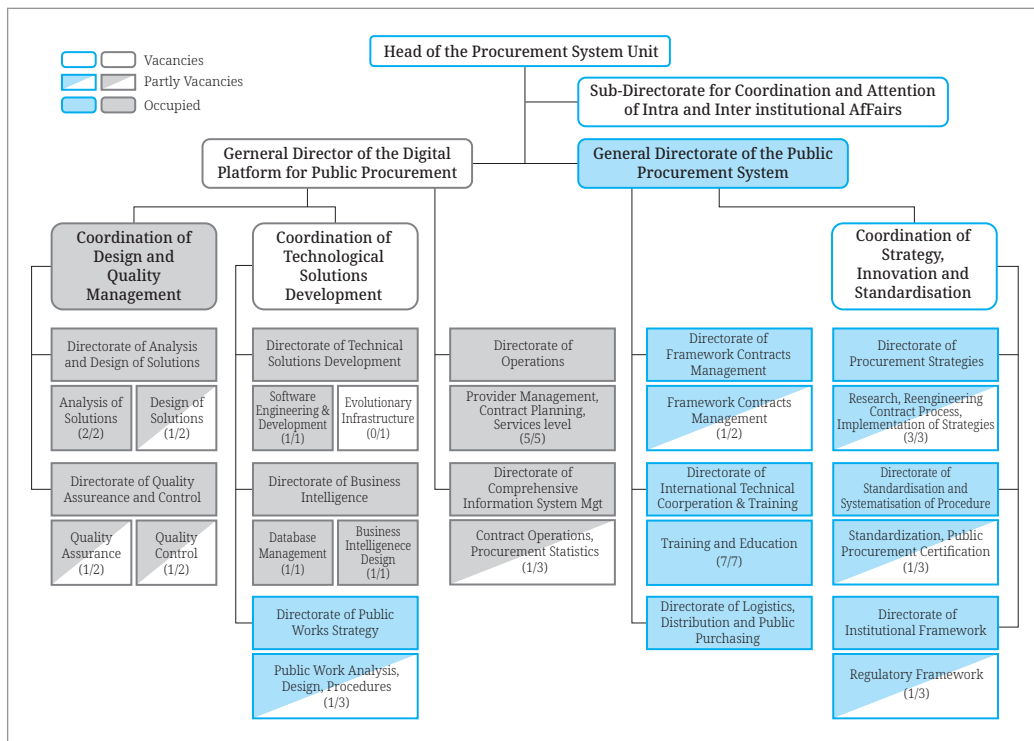 Head of the Procurement System Unit
Vacancies
Partly Vacancies
Occupied
Sub-Directorate for Coordination and Attention
of Intra and Inter institutional AfFairs
Gerneral Director of the Digital
Platform for Public Procurement
General Directorate of the Public
Procurement System
Coordination of
Design and
Quality
Management
Coordination of
Technological
Solutions
Development
Coordination of
Strategy,
Innovation and
Standardisation
Directorate of Analysis
and Design of Solutions
Analysis of
Solutions
(2/2)
Design of
Solutions
(1/2)
Directorate of Quality
Assureance and Control
Quality
Assurance
(1/2)
Quality
Control
(1/2)
Directorate of Technical
Solutions Development
Software
Engineering &
Development
(1/1)
Evolutionary
Infrastructure
(0/1)
Directorate of Business
Intelligence
Database
Management
(1/1)
Business
Intelligenece
Design
(1/1)
Directorate of Public
Works Strategy
Public Work Analysis,
Design, Procedures
(1/3)
Directorate of
Operations
Provider Management,
Contract Planning,
Services level
(5/5)
Directorate of
Comprehensive
Information System Mgt
Contract Operations,
Procurement Statistics
(1/3)
Directorate of
Framework Contracts
Management
Framework Contracts
Management
(1/2)
Directorate of
International Technical
Coorperation & Training
Training and Education
(7/7)
Directorate of Logistics,
Distribution and Public
Purchasing
Directorate of
Procurement Strategies
Research, Reengineering
Contract Process,
Implementation of Strategies
(3/3)
Directorate of
Standardisation and
Systematisation of Procedure
Standardization, Public
Procurement Certification
(1/3)
Directorate of
Institutional Framework
Regulatory Framework
(1/3)